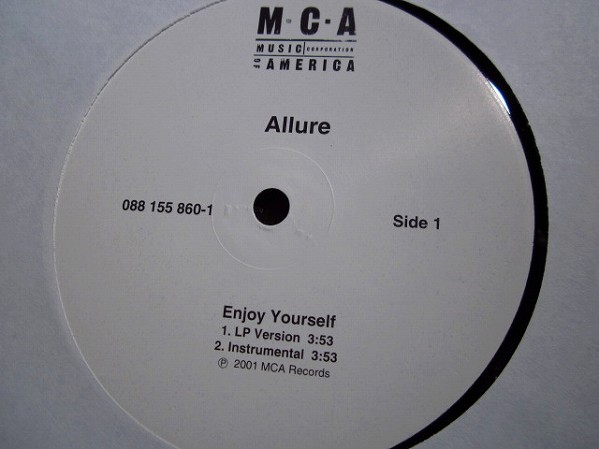 M·C·A
MUSIC CORPORATION
OF AMERICA
Allure
088 155 860-1
Side 1
Enjoy Yourself
1. LP Version 3:53
2. Instrumental 3:53
℗ 2001 MCA Records